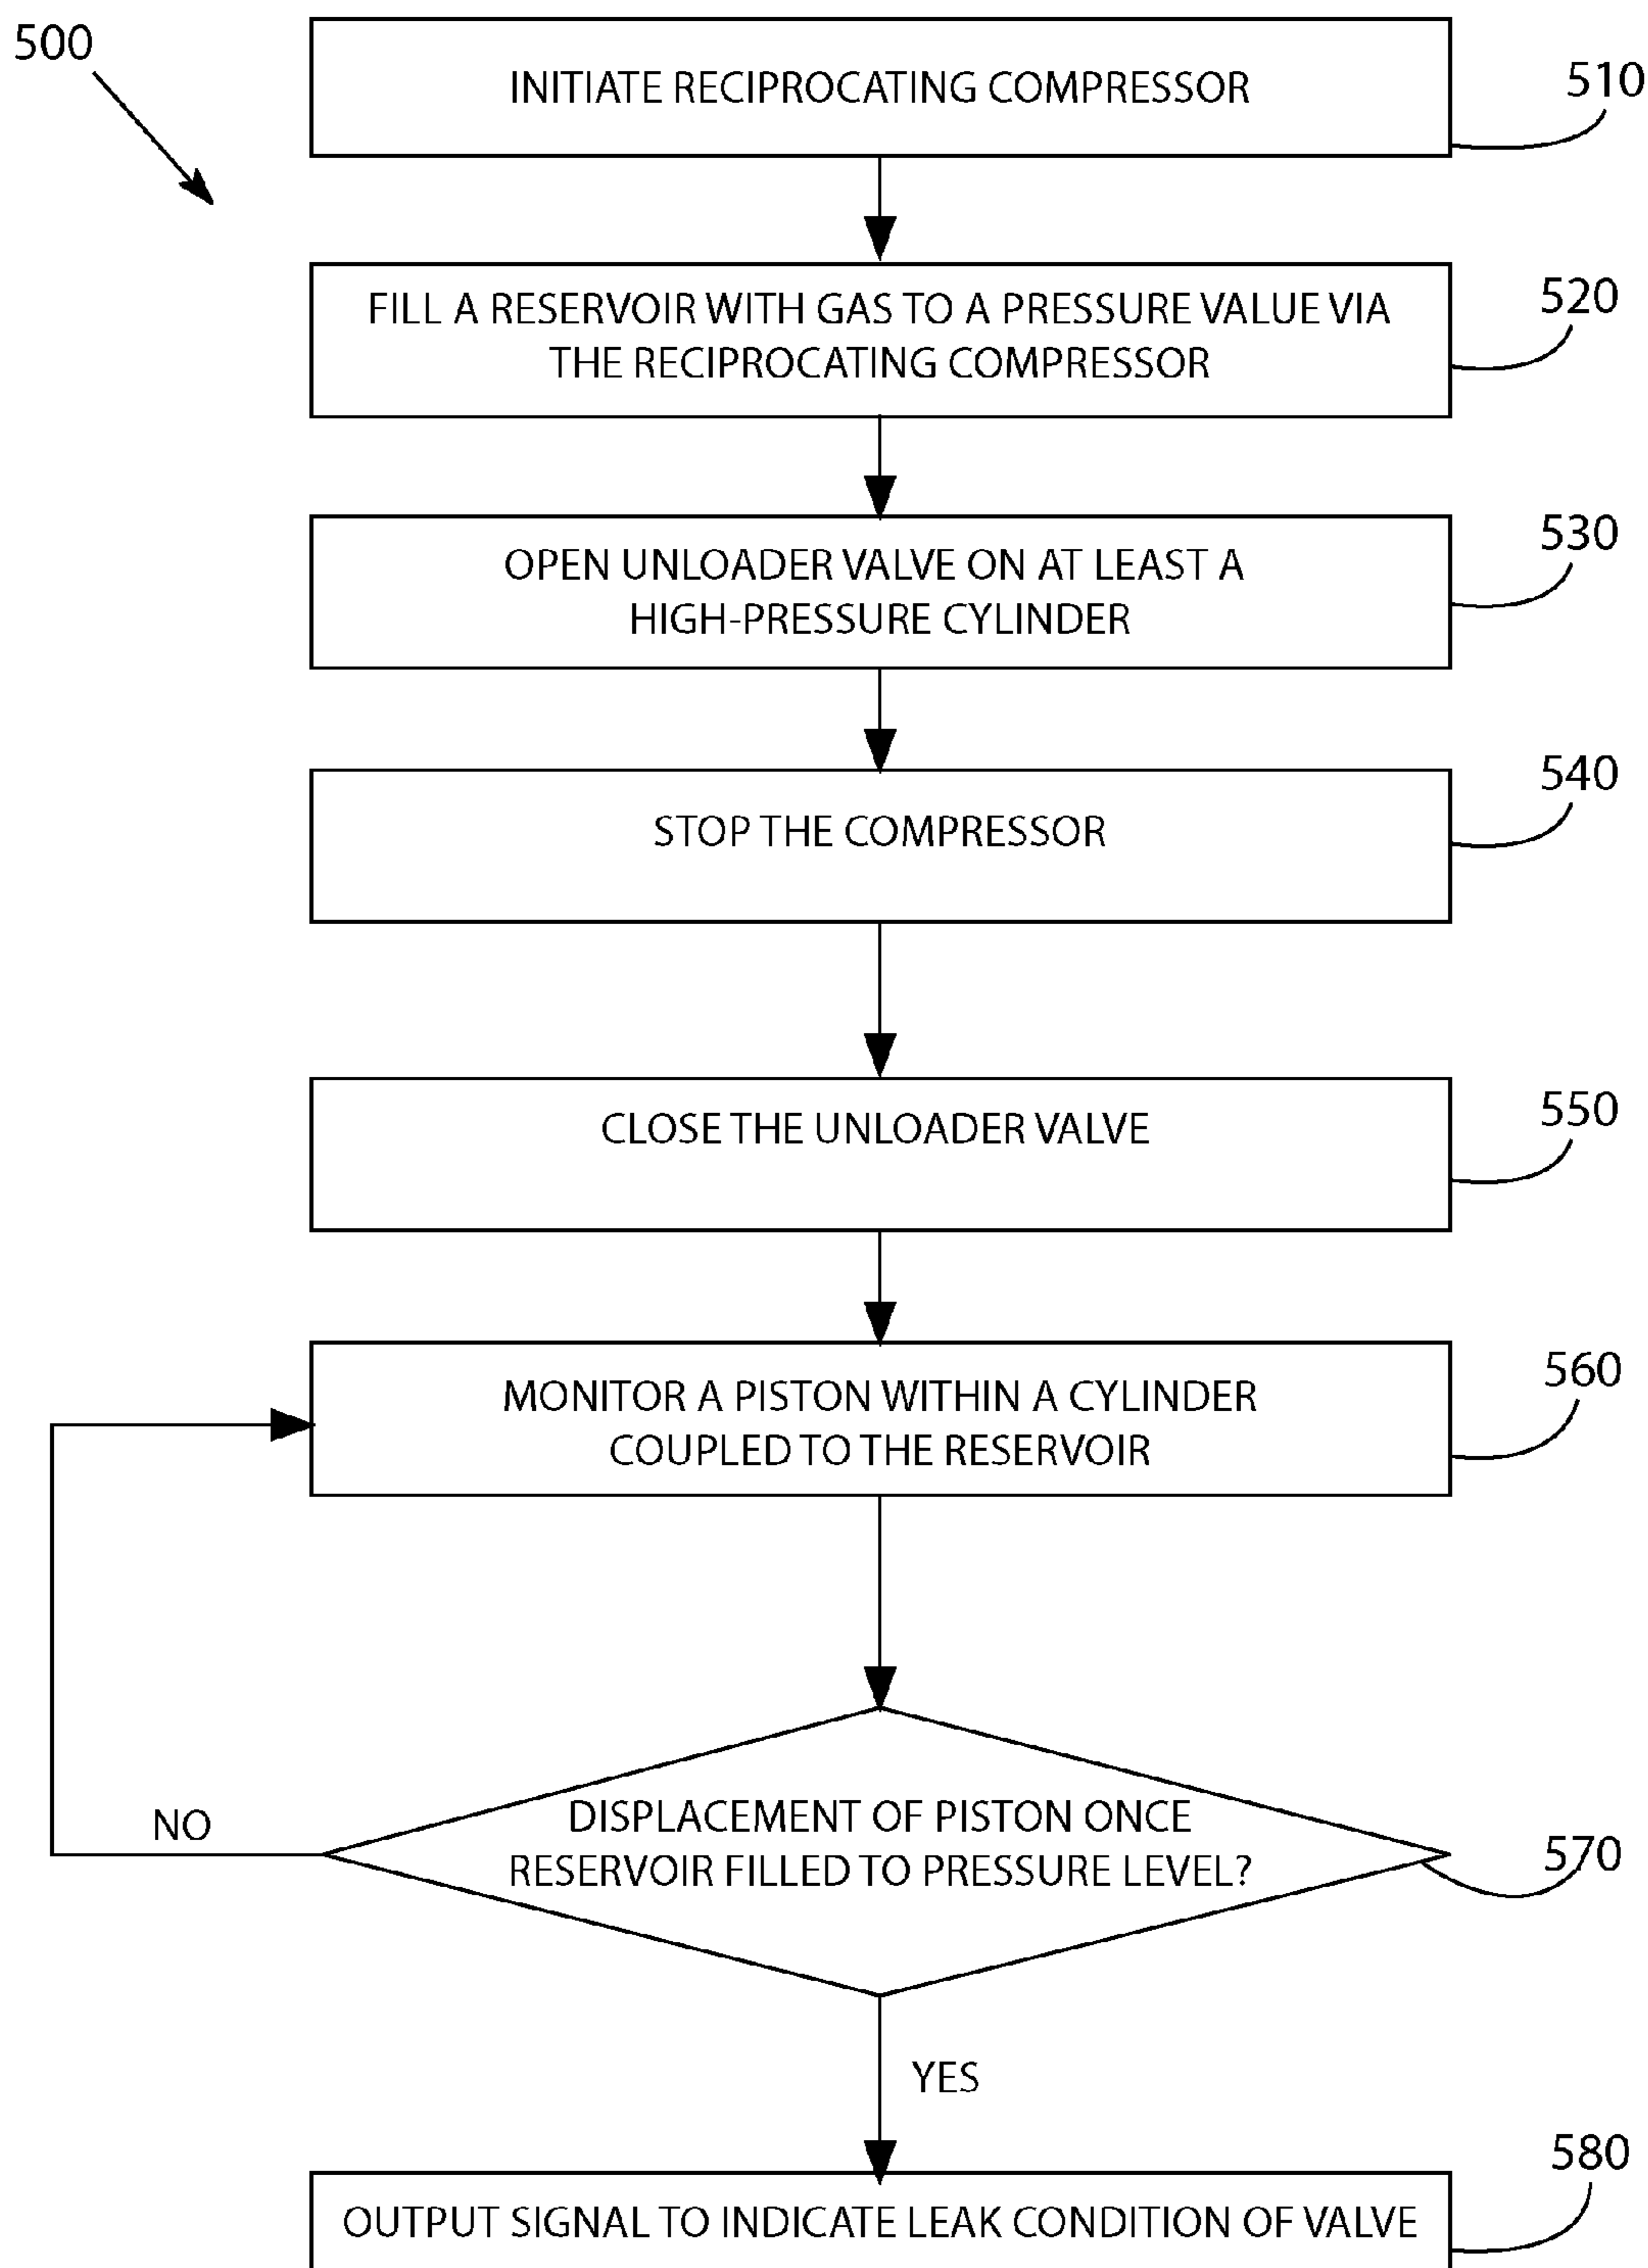 500
INITIATE RECIPROCATING COMPRESSOR
510
FILL A RESERVOIR WITH GAS TO A PRESSURE VALUE VIA
THE RECIPROCATING COMPRESSOR
520
OPEN UNLOADER VALVE ON AT LEAST A
HIGH-PRESSURE CYLINDER
530
STOP THE COMPRESSOR
540
CLOSE THE UNLOADER VALVE
550
MONITOR A PISTON WITHIN A CYLINDER
COUPLED TO THE RESERVOIR
560
NO
DISPLACEMENT OF PISTON ONCE
RESERVOIR FILLED TO PRESSURE LEVEL?
570
YES
OUTPUT SIGNAL TO INDICATE LEAK CONDITION OF VALVE
580